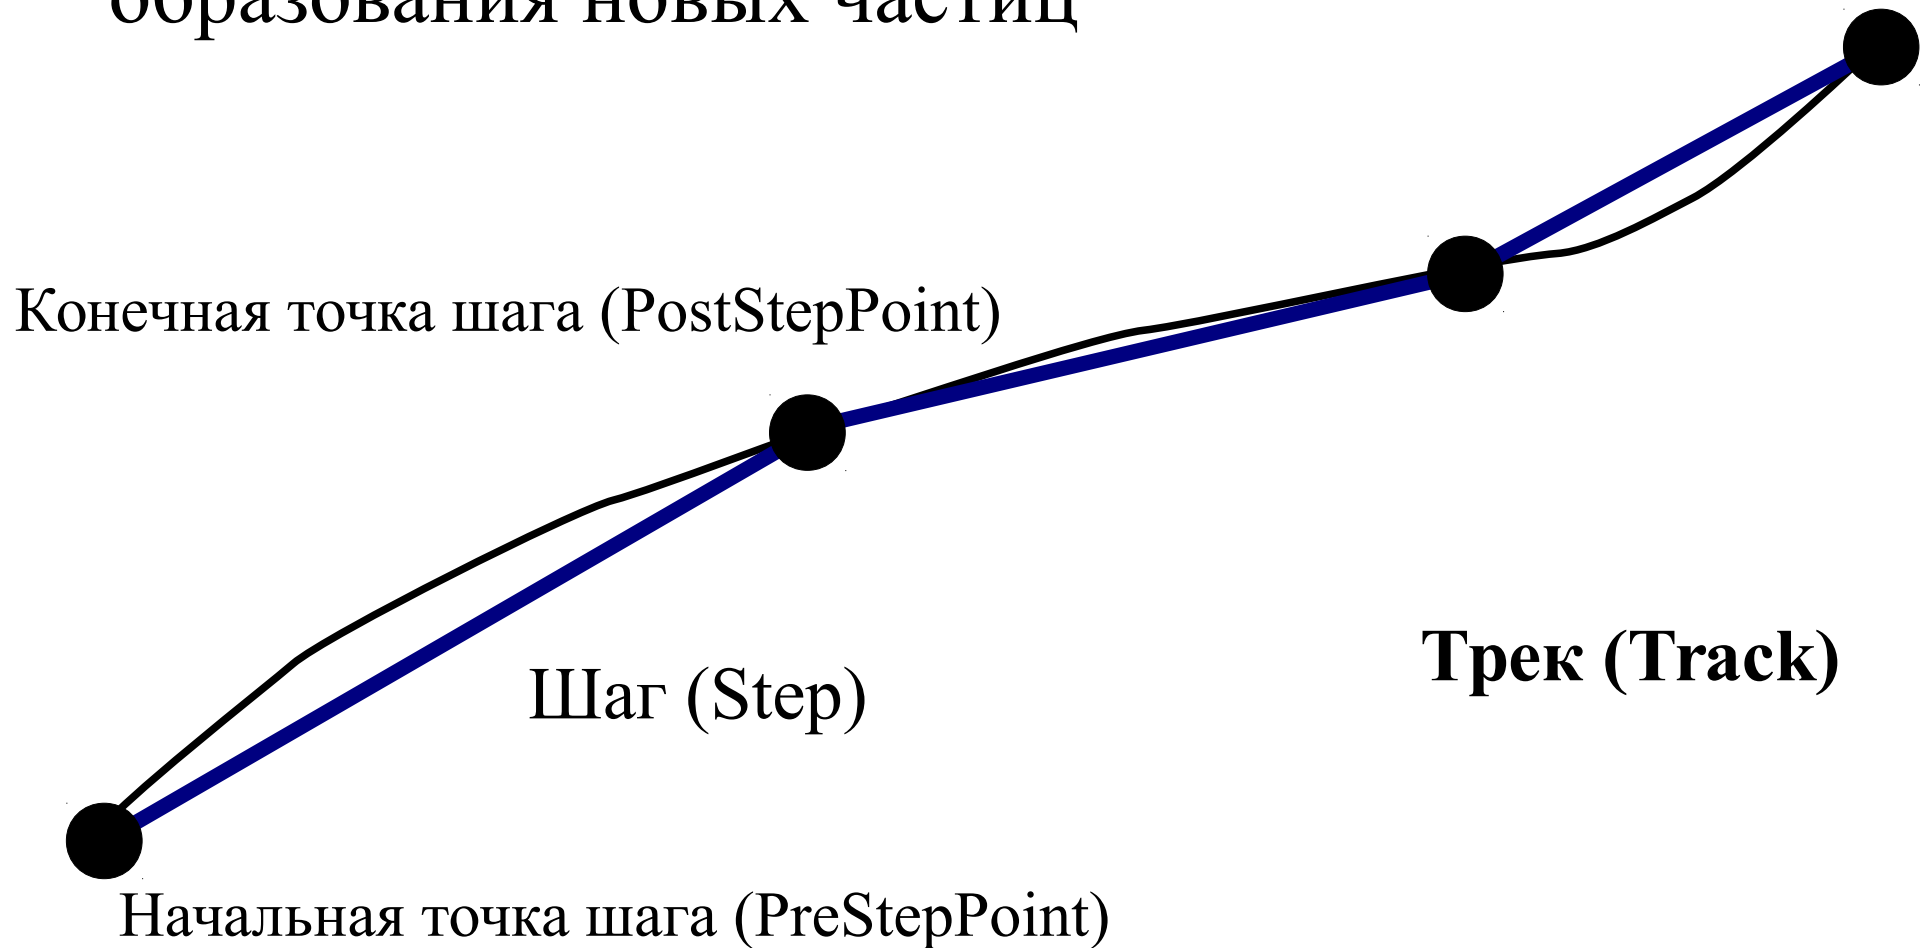 образования новых частиц
Конечная точка шага (PostStepPoint)
Трек (Track)
Шаг (Step)
Начальная точка шага (PreStepPoint)